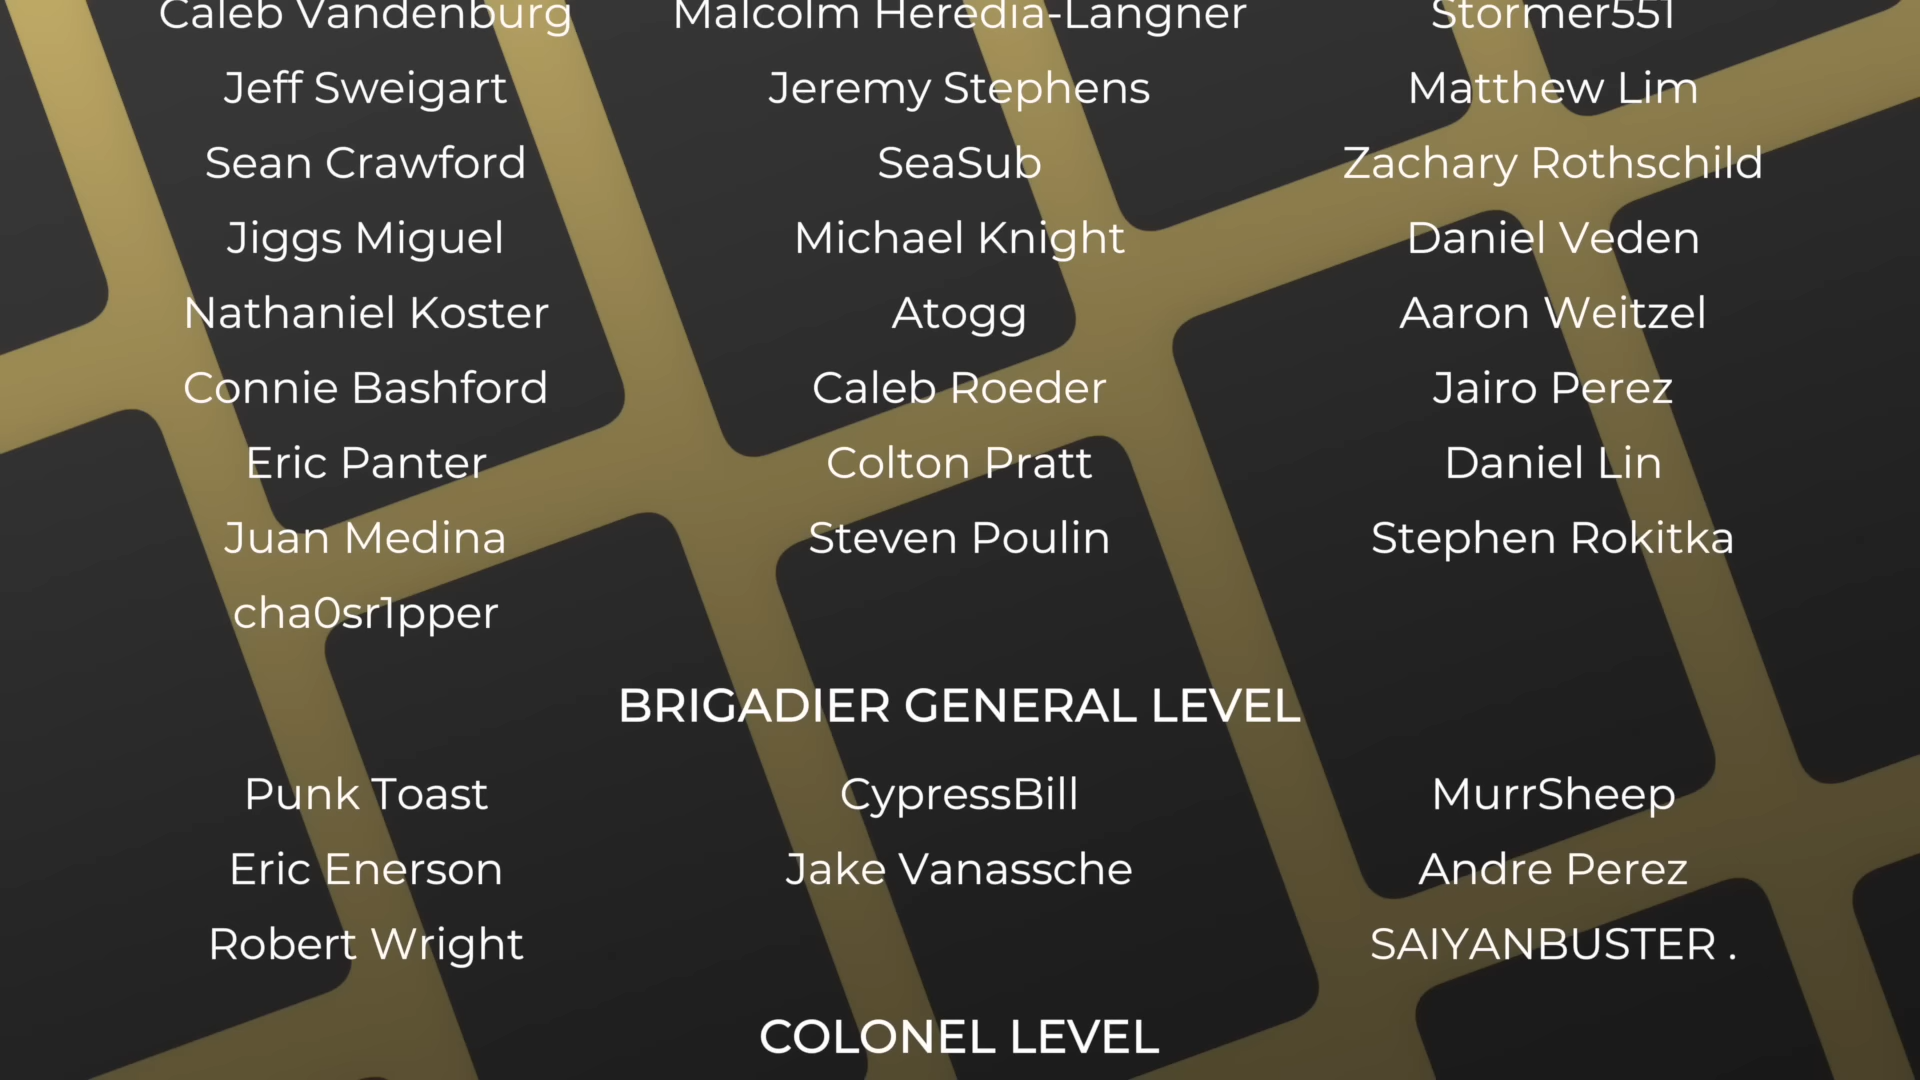 Caleb Vandenburg Malcolm Heredia-Langner Stormer551
Jeff Sweigart Jeremy Stephens Matthew Lim
Sean Crawford SeaSub Zachary Rothschild
Jiggs Miguel Michael Knight Daniel Veden
Nathaniel Koster Atogg Aaron Weitzel
Connie Bashford Caleb Roeder Jairo Perez
Eric Panter Colton Pratt Daniel Lin
Juan Medina Steven Poulin Stephen Rokitka
cha0sr1pper
BRIGADIER GENERAL LEVEL
Punk Toast CypressBill MurrSheep
Eric Enerson Jake Vanassche Andre Perez
Robert Wright SAIYANBUSTER .
COLONEL LEVEL